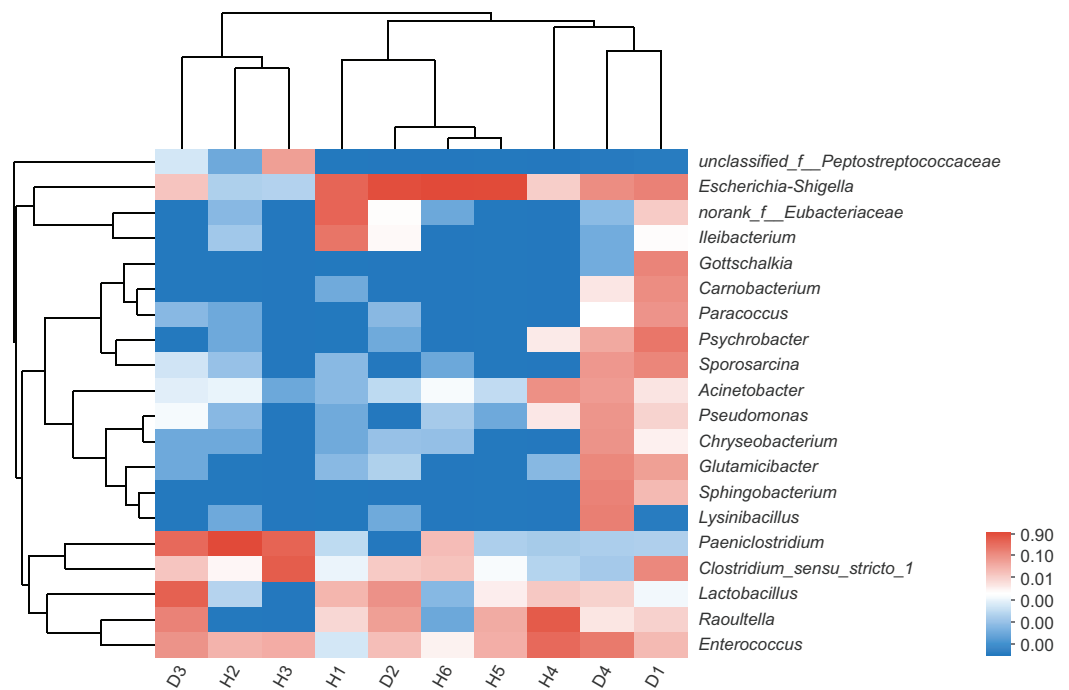 unclassified_f__Peptostreptococcaceae
Escherichia-Shigella
norank_f__Eubacteriaceae
Ileibacterium
Gottschalkia
Carnobacterium
Paracoccus
Psychrobacter
Sporosarcina
Acinetobacter
Pseudomonas
Chryseobacterium
Glutamicibacter
Sphingobacterium
Lysinibacillus
Paeniclostridium
Clostridium_sensu_stricto_1
Lactobacillus
Raoultella
Enterococcus
0.90
0.10
0.01
0.00
0.00
0.00
D3 H2 H3 H1 D2 H6 H5 H4 D4 D1